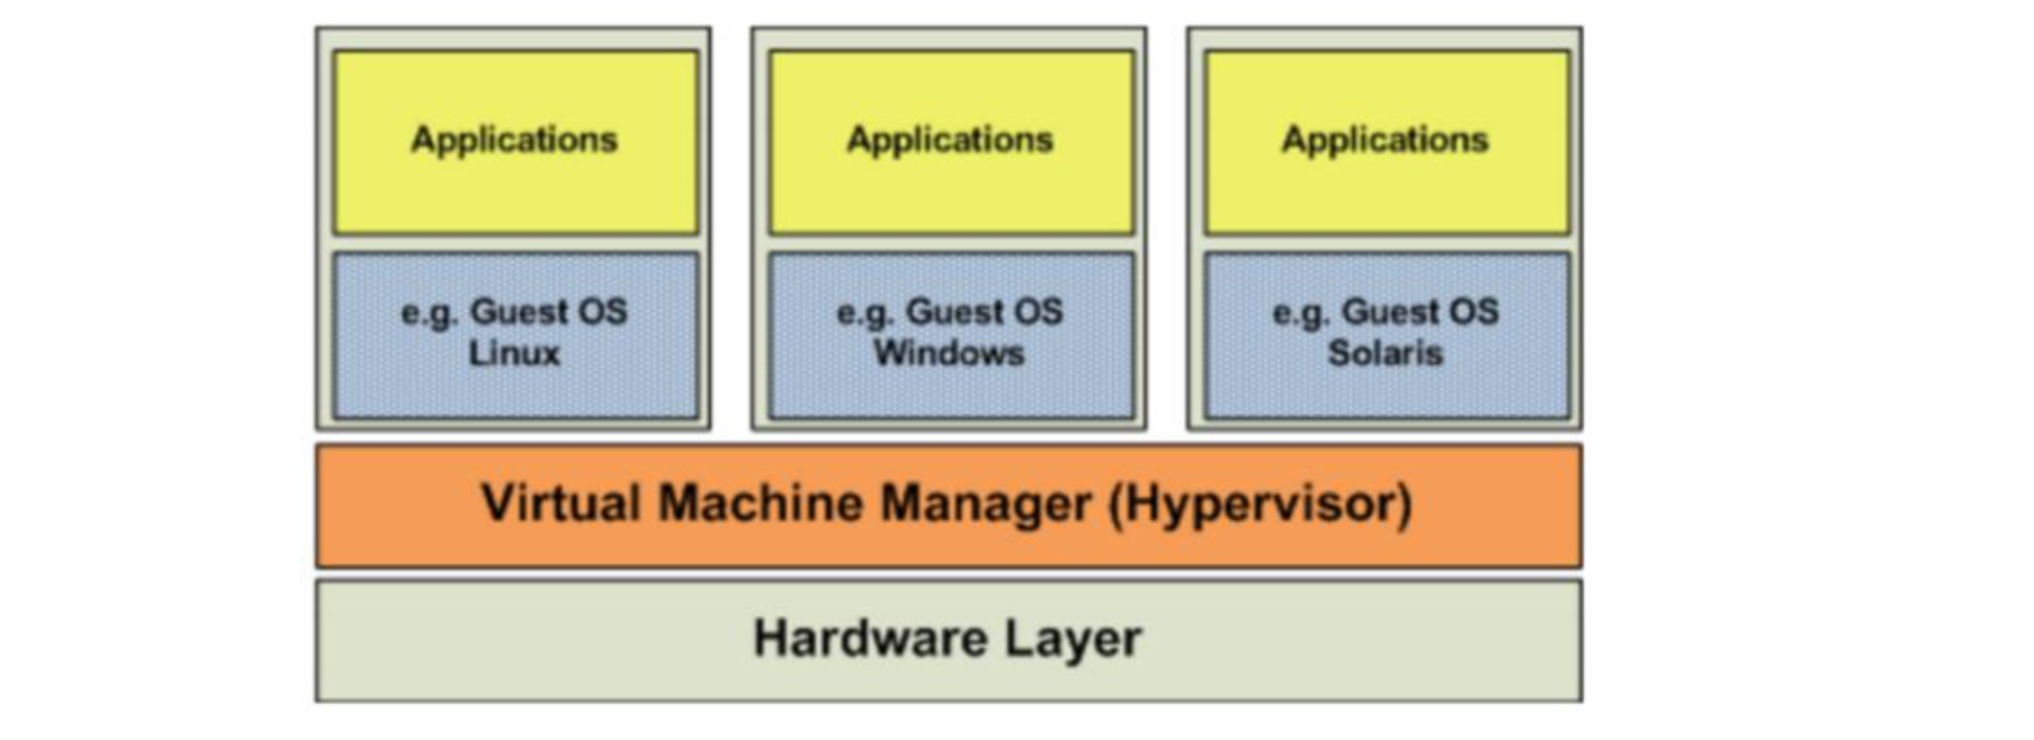 Applications
Applications
Applications
e.g. Guest OS
Linux
e.g. Guest OS
Windows
e.g. Guest OS
Solaris
Virtual Machine Manager (Hypervisor)
Hardware Layer